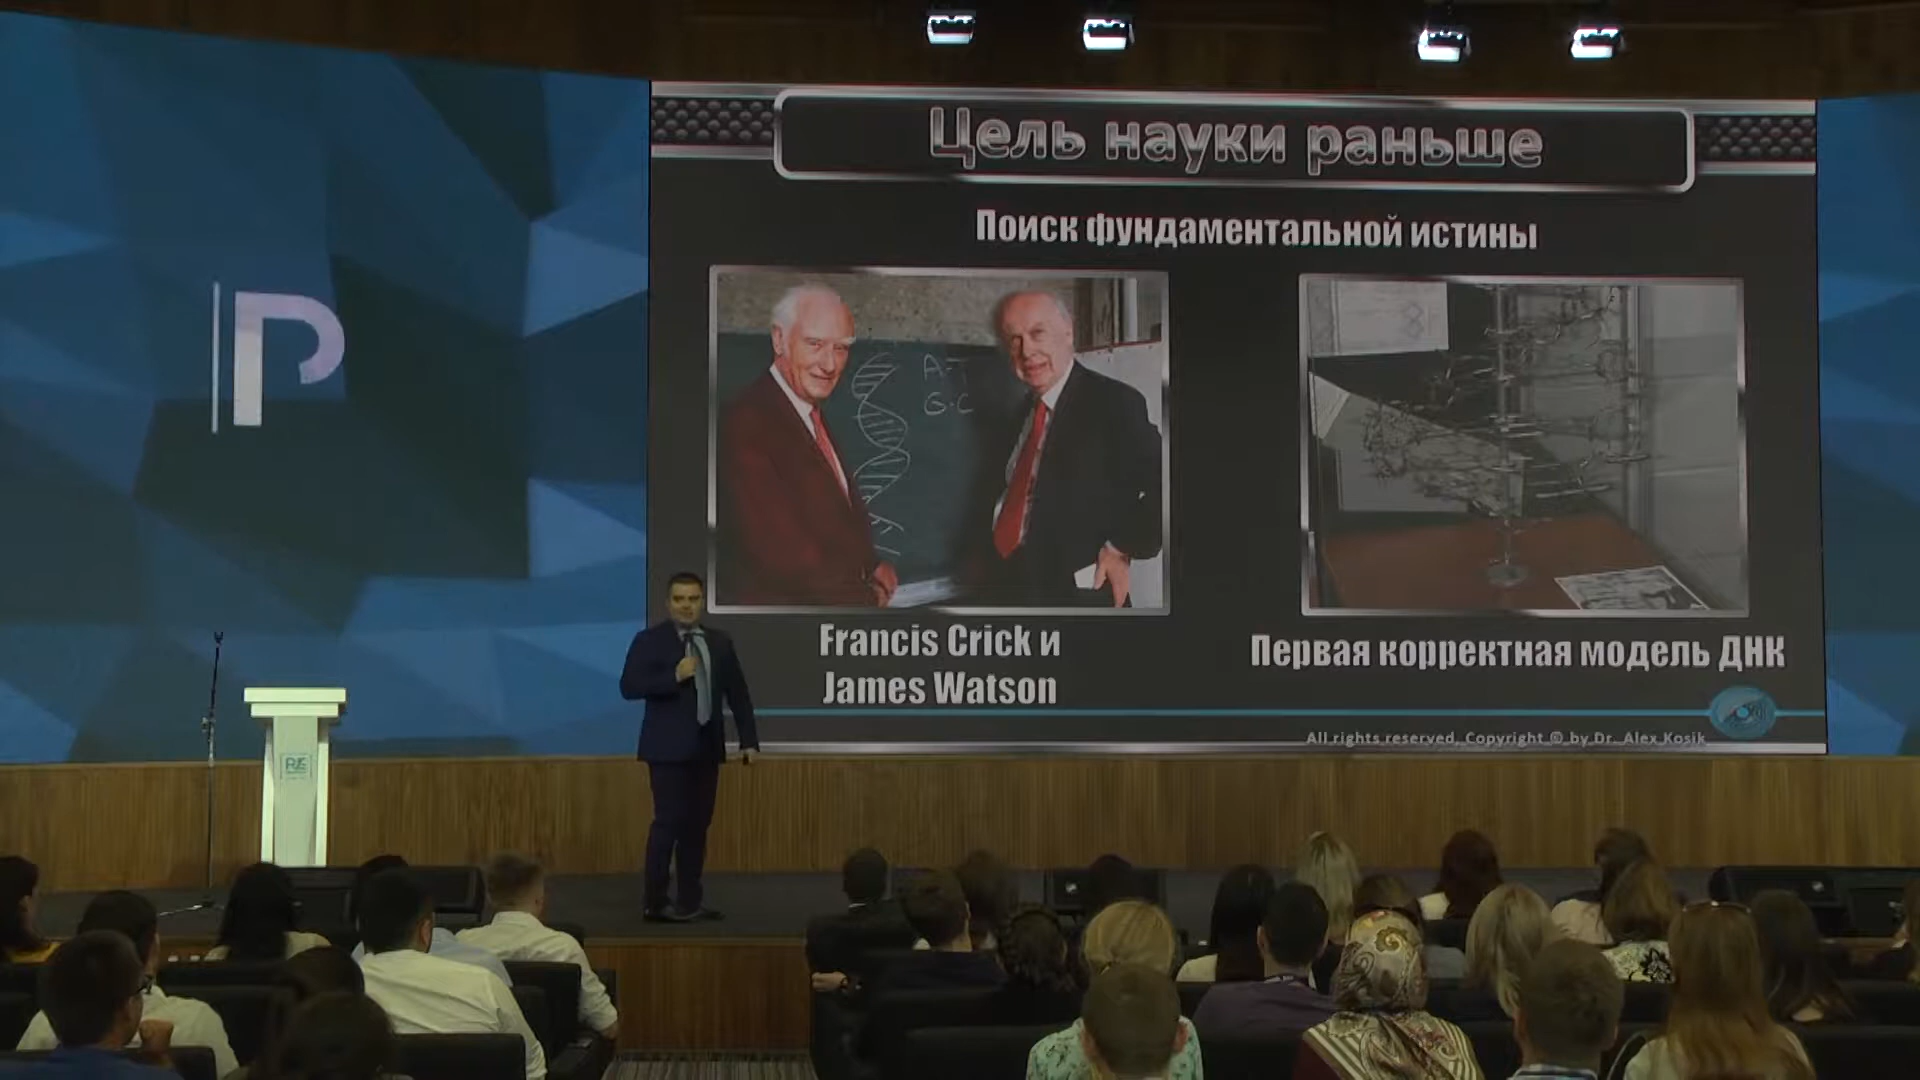 Цель науки раньше
Поиск фундаментальной истины
A-T
G-C
Francis Crick и
James Watson
Первая корректная модель ДНК
All rights reserved, Copyright © by Dr. Alex Kosik
P